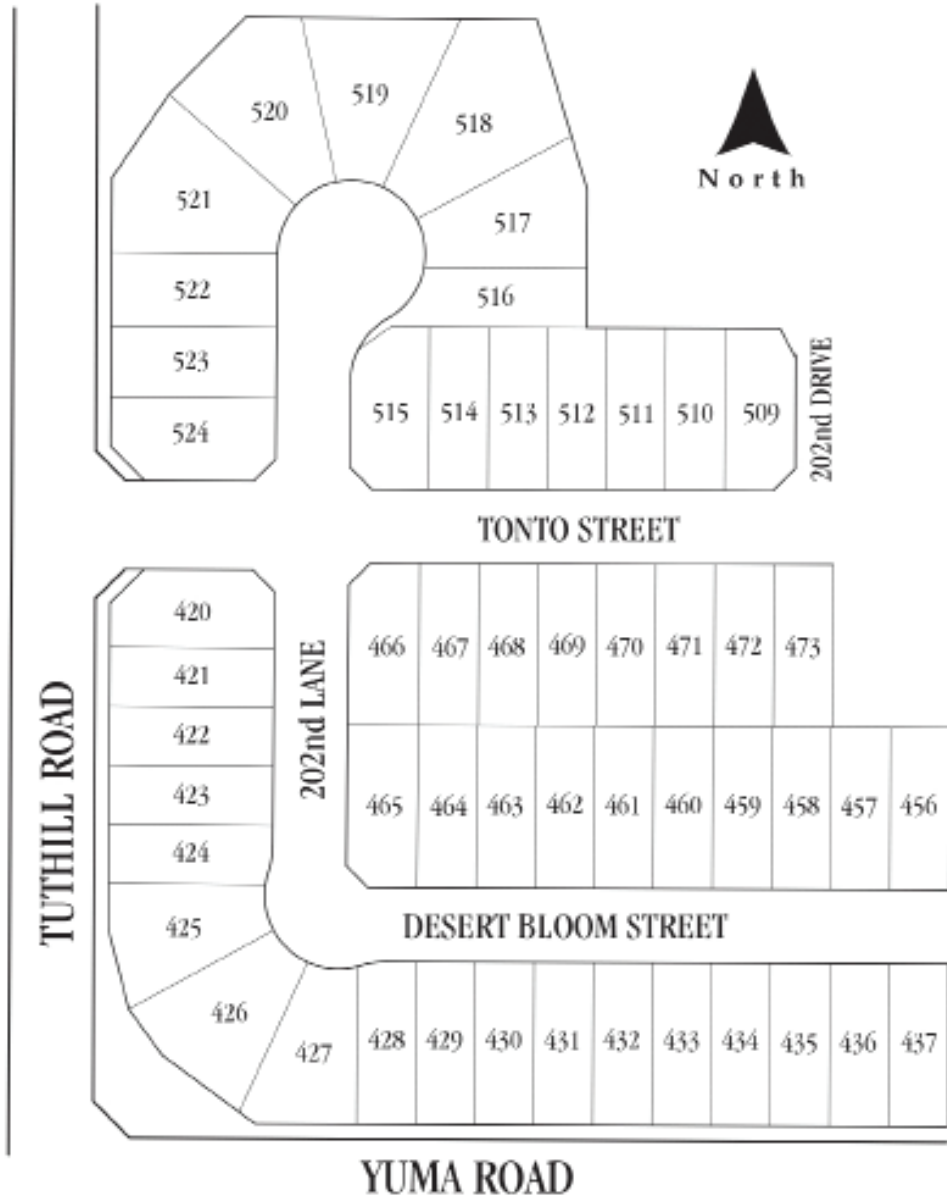 519
520
518
North
521
517
522
516
523
202nd DRIVE
515 514 513 512 511 510 509
524
TONTO STREET
420
466 467 468 469 470 471 472 473
421
202nd LANE
422
TUTHILL ROAD
423
465 464 463 462 461 460 459 458 457 456
424
425
DESERT BLOOM STREET
426
427 428 429 430 431 432 433 434 435 436 437
YUMA ROAD